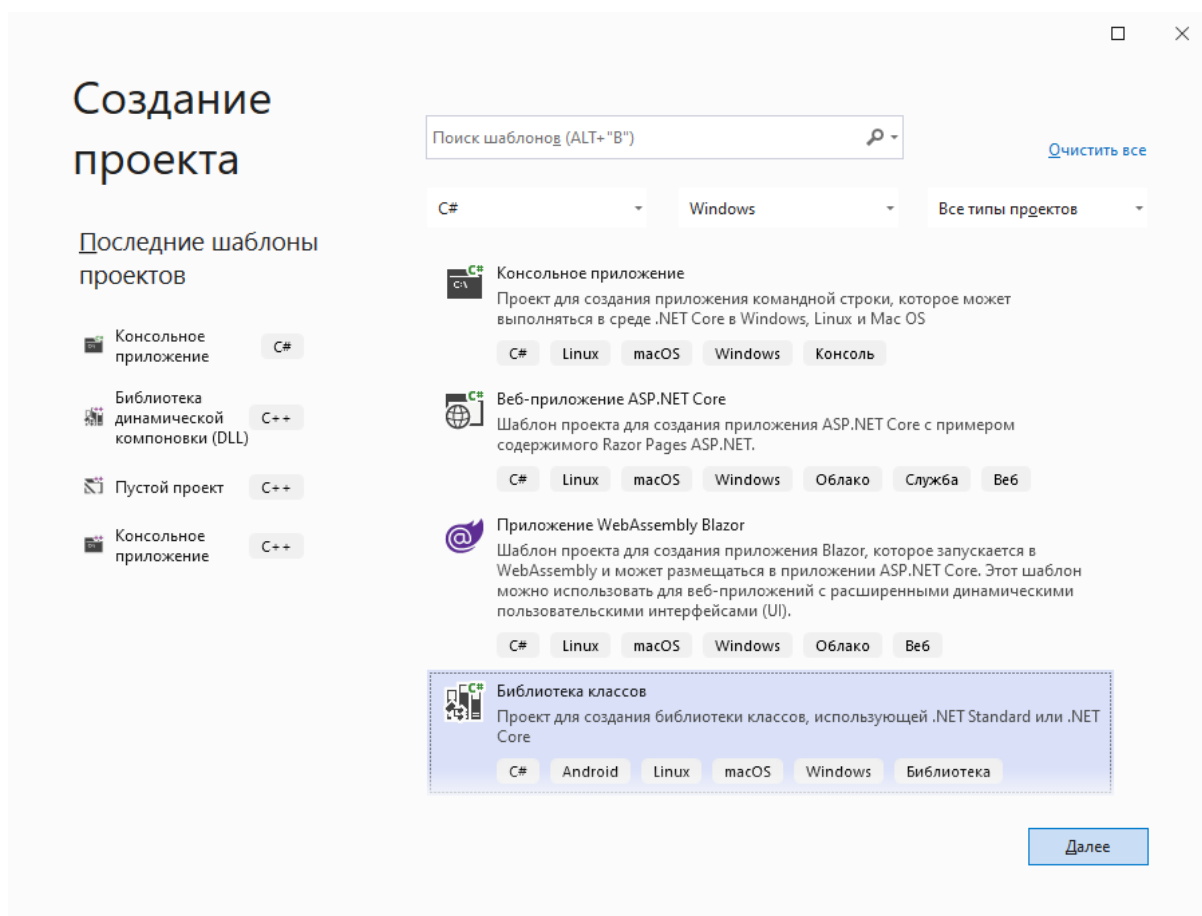 Создание
проекта
Последние шаблоны
проектов
Консольное
приложение
C#
Библиотека
динамической
компоновки (DLL)
C++
Пустой проект
C++
Консольное
приложение
C++
Поиск шаблонов (ALT+"В")
Очистить все
C#
Windows
Все типы проектов
C#
C:\
Консольное приложение
Проект для создания приложения командной строки, которое может
выполняться в среде .NET Core в Windows, Linux и Mac OS
C# Linux macOS Windows Консоль
C#
Веб-приложение ASP.NET Core
Шаблон проекта для создания приложения ASP.NET Core с примером
содержимого Razor Pages ASP.NET.
C# Linux macOS Windows Облако Служба Веб
@
Приложение WebAssembly Blazor
Шаблон проекта для создания приложения Blazor, которое запускается в
WebAssembly и может размещаться в приложении ASP.NET Core. Этот шаблон
можно использовать для веб-приложений с расширенными динамическими
пользовательскими интерфейсами (UI).
C# Linux macOS Windows Облако Веб
C#
Библиотека классов
Проект для создания библиотеки классов, использующей .NET Standard или .NET
Core
C# Android Linux macOS Windows Библиотека
Далее